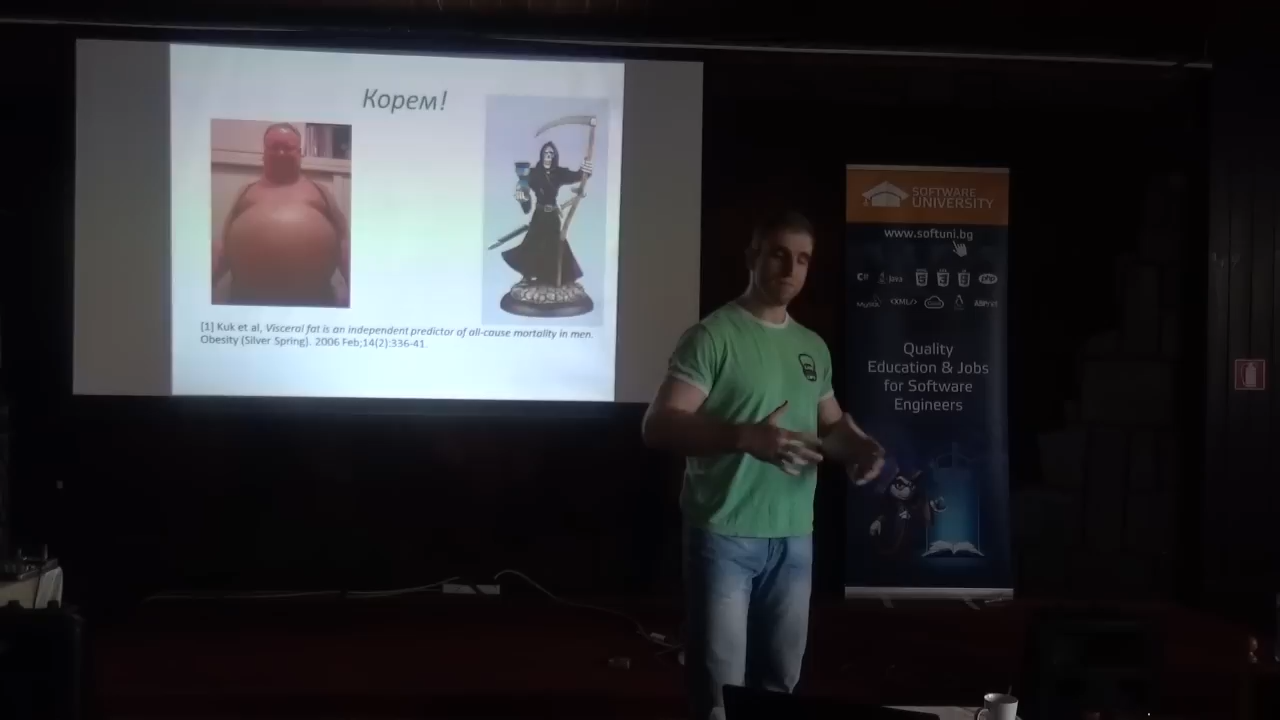 Корем!
[1] Kuk et al, Visceral fat is an independent predictor of all-cause mortality in men.
Obesity (Silver Spring). 2006 Feb;14(2):336-41.
SOFTWARE
UNIVERSITY
www.softuni.bg
C#
php
MySQL <XML/>
Quality
Education & Jobs
for Software
Engineers